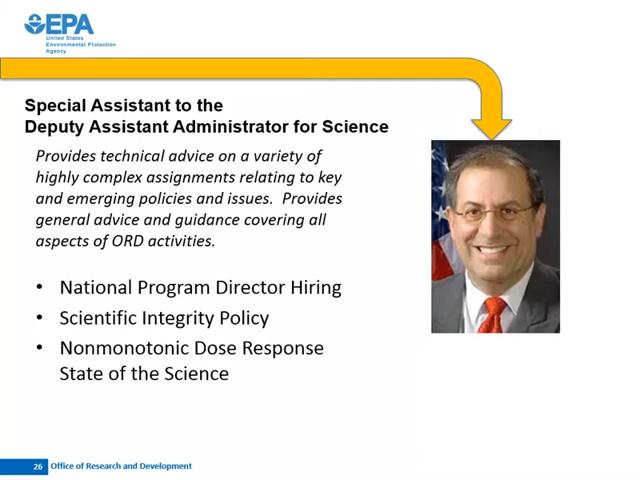 EPA
United States
Environmental Protection
Agency
Special Assistant to the
Deputy Assistant Administrator for Science
Provides technical advice on a variety of
highly complex assignments relating to key
and emerging policies and issues.  Provides
general advice and guidance covering all
aspects of ORD activities.
• National Program Director Hiring
• Scientific Integrity Policy
• Nonmonotonic Dose Response
State of the Science
26 Office of Research and Development